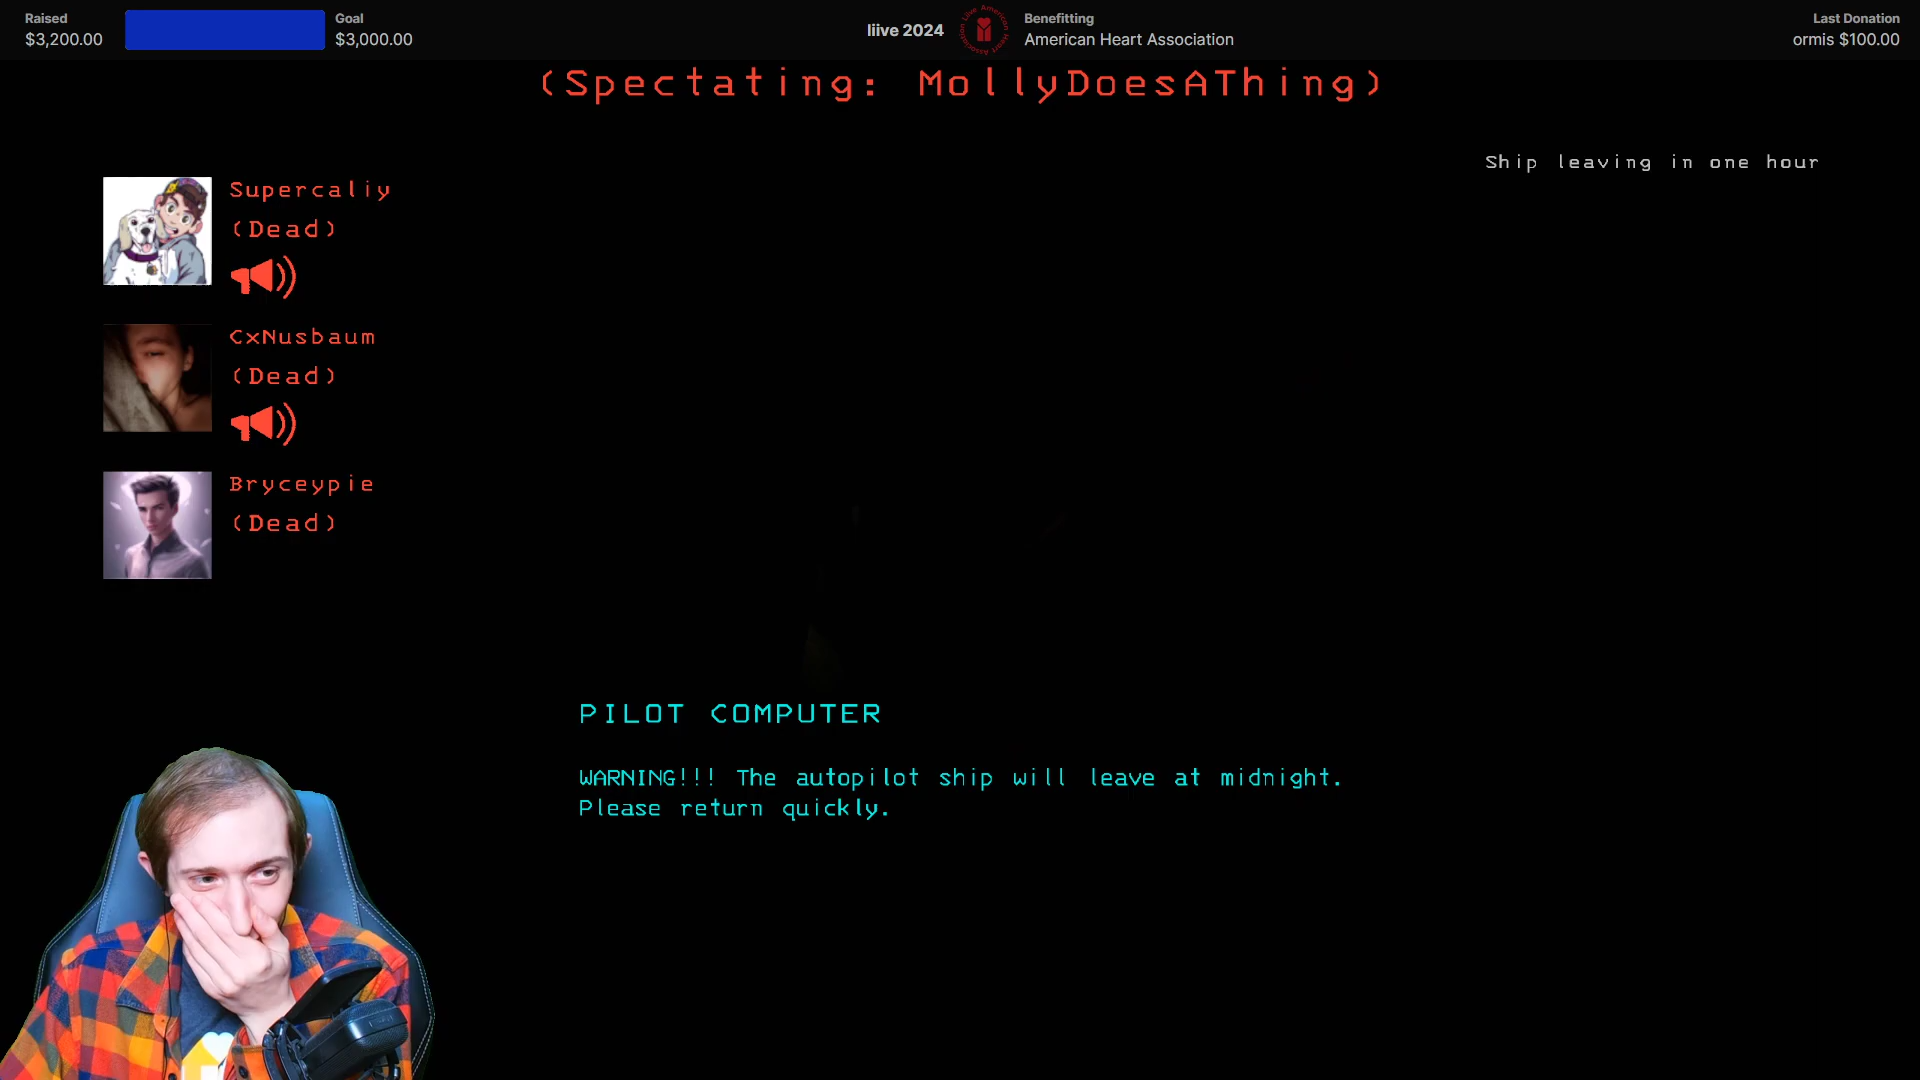 Raised
$3,200.00
Goal
$3,000.00
liive 2024
Benefitting
American Heart Association
Last Donation
ormis $100.00
(Spectating: MollyDoesAThing)
Ship leaving in one hour
Supercaliy
(Dead)
CxNusbaum
(Dead)
Bryceypie
(Dead)
PILOT COMPUTER
WARNING!!! The autopilot ship will leave at midnight.
Please return quickly.